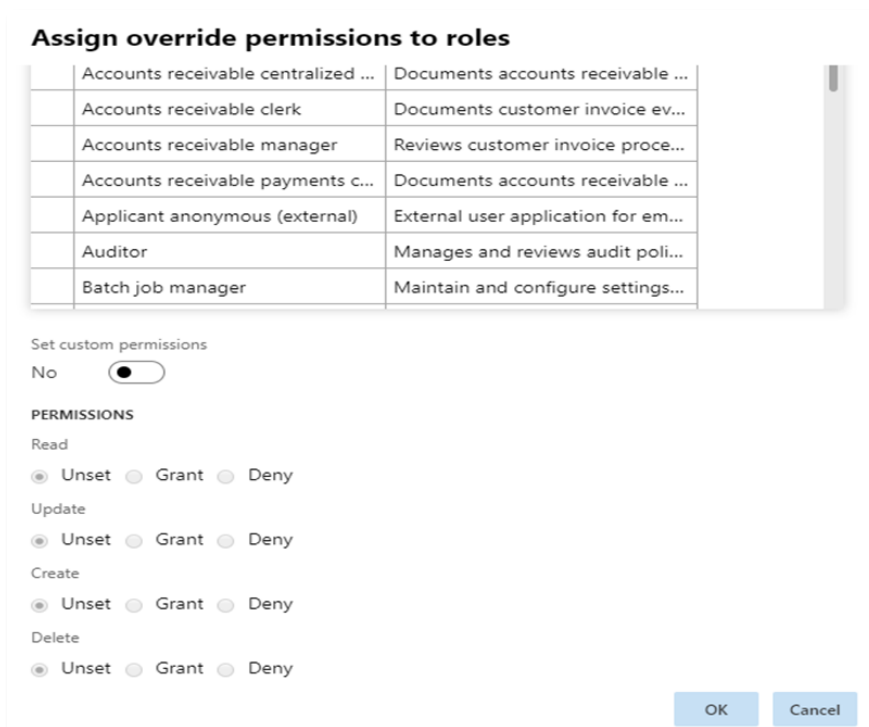 Assign override permissions to roles
Accounts receivable centralized ... Documents accounts receivable ...
Accounts receivable clerk Documents customer invoice ev...
Accounts receivable manager Reviews customer invoice proce...
Accounts receivable payments c... Documents accounts receivable ...
Applicant anonymous (external) External user application for em...
Auditor Manages and reviews audit poli...
Batch job manager Maintain and configure settings...
Set custom permissions
No
PERMISSIONS
Read
Unset Grant Deny
Update
Unset Grant Deny
Create
Unset Grant Deny
Delete
Unset Grant Deny
OK Cancel